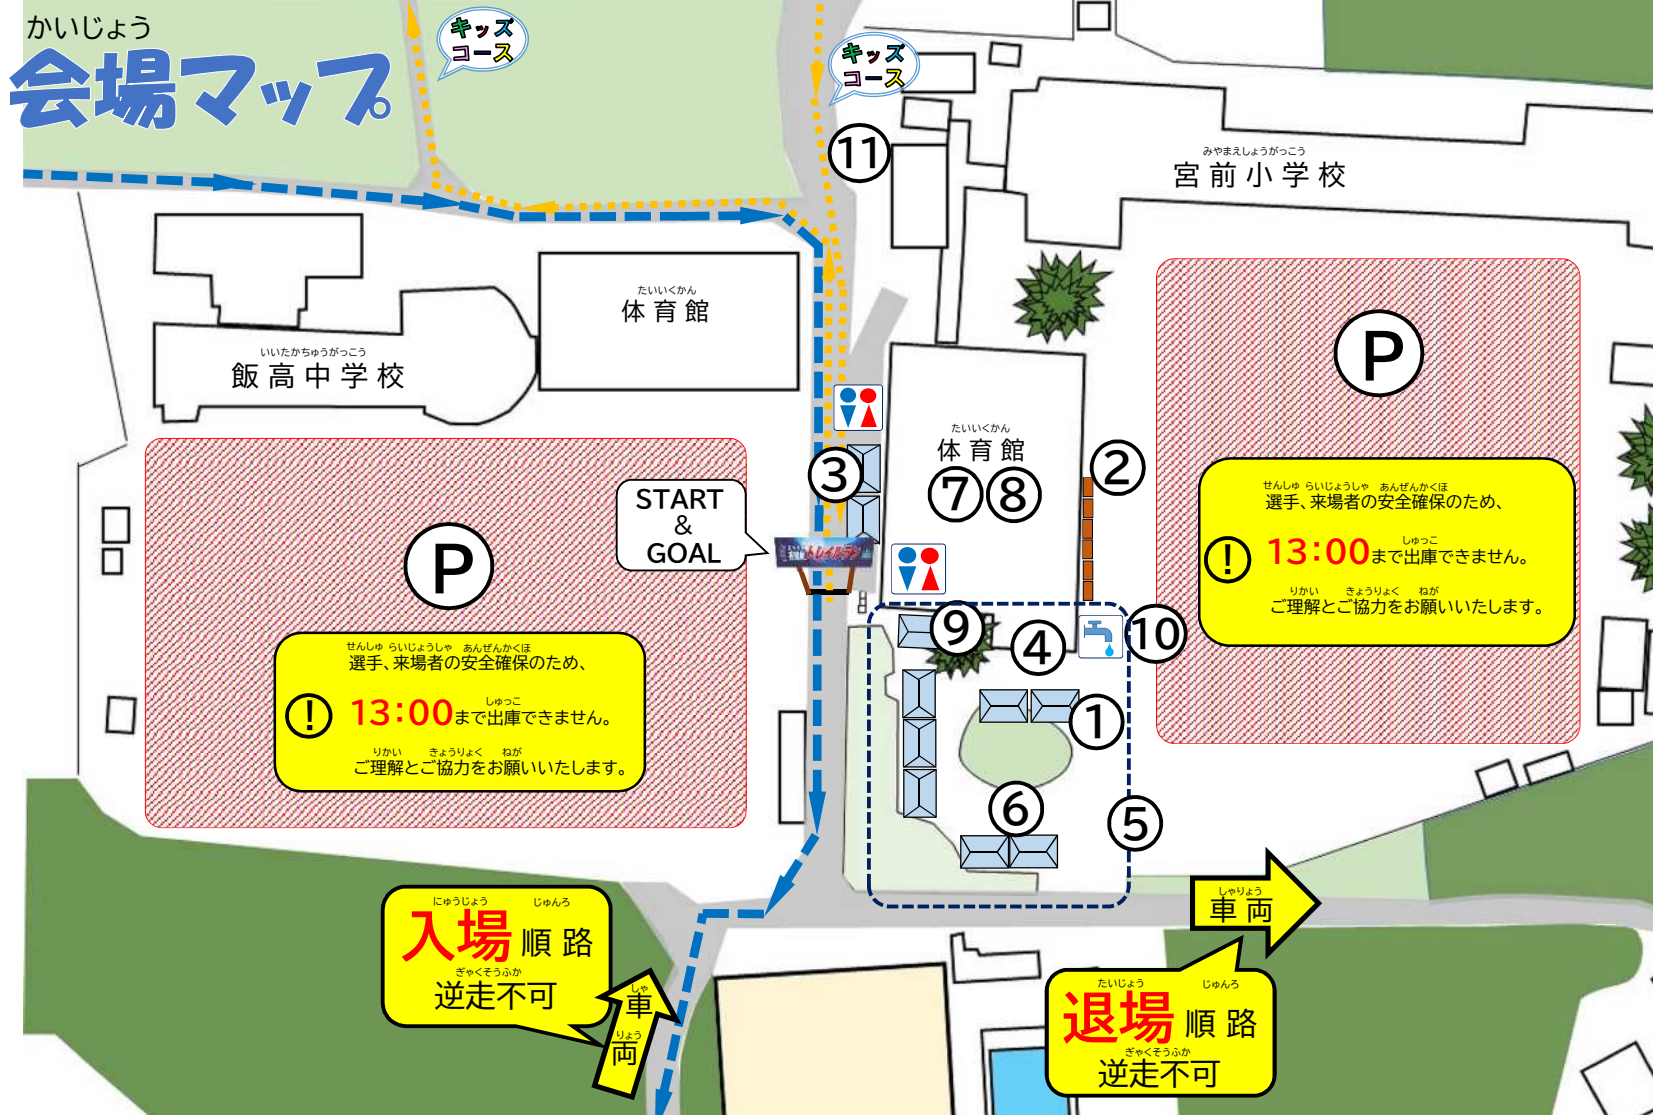 かいじょう
会場マップ
キッズ
コース
キッズ
コース
⑪
みやまえしょうがっこう
宮前小学校
たいいくかん
体育館
いいたかちゅうがっこう
飯高中学校
P
たいいくかん
体育館
⑦⑧
②
③
START
&
GOAL
トレイルラン
P
せんしゅ らいじょうしゃ あんぜんかくほ
選手、来場者の安全確保のため、
しゅっこ
! 13:00まで出庫できません。
りかい きょうりょく ねが
ご理解とご協力をお願いいたします。
P
せんしゅ らいじょうしゃ あんぜんかくほ
選手、来場者の安全確保のため、
しゅっこ
! 13:00まで出庫できません。
りかい きょうりょく ねが
ご理解とご協力をお願いいたします。
⑨
④
⑩
①
⑥
⑤
にゅうじょう じゅんろ
入場順路
ぎゃくそうふか
逆走不可
しゃ
車
りょう
両
しゃりょう
車両
たいじょう じゅんろ
退場順路
ぎゃくそうふか
逆走不可